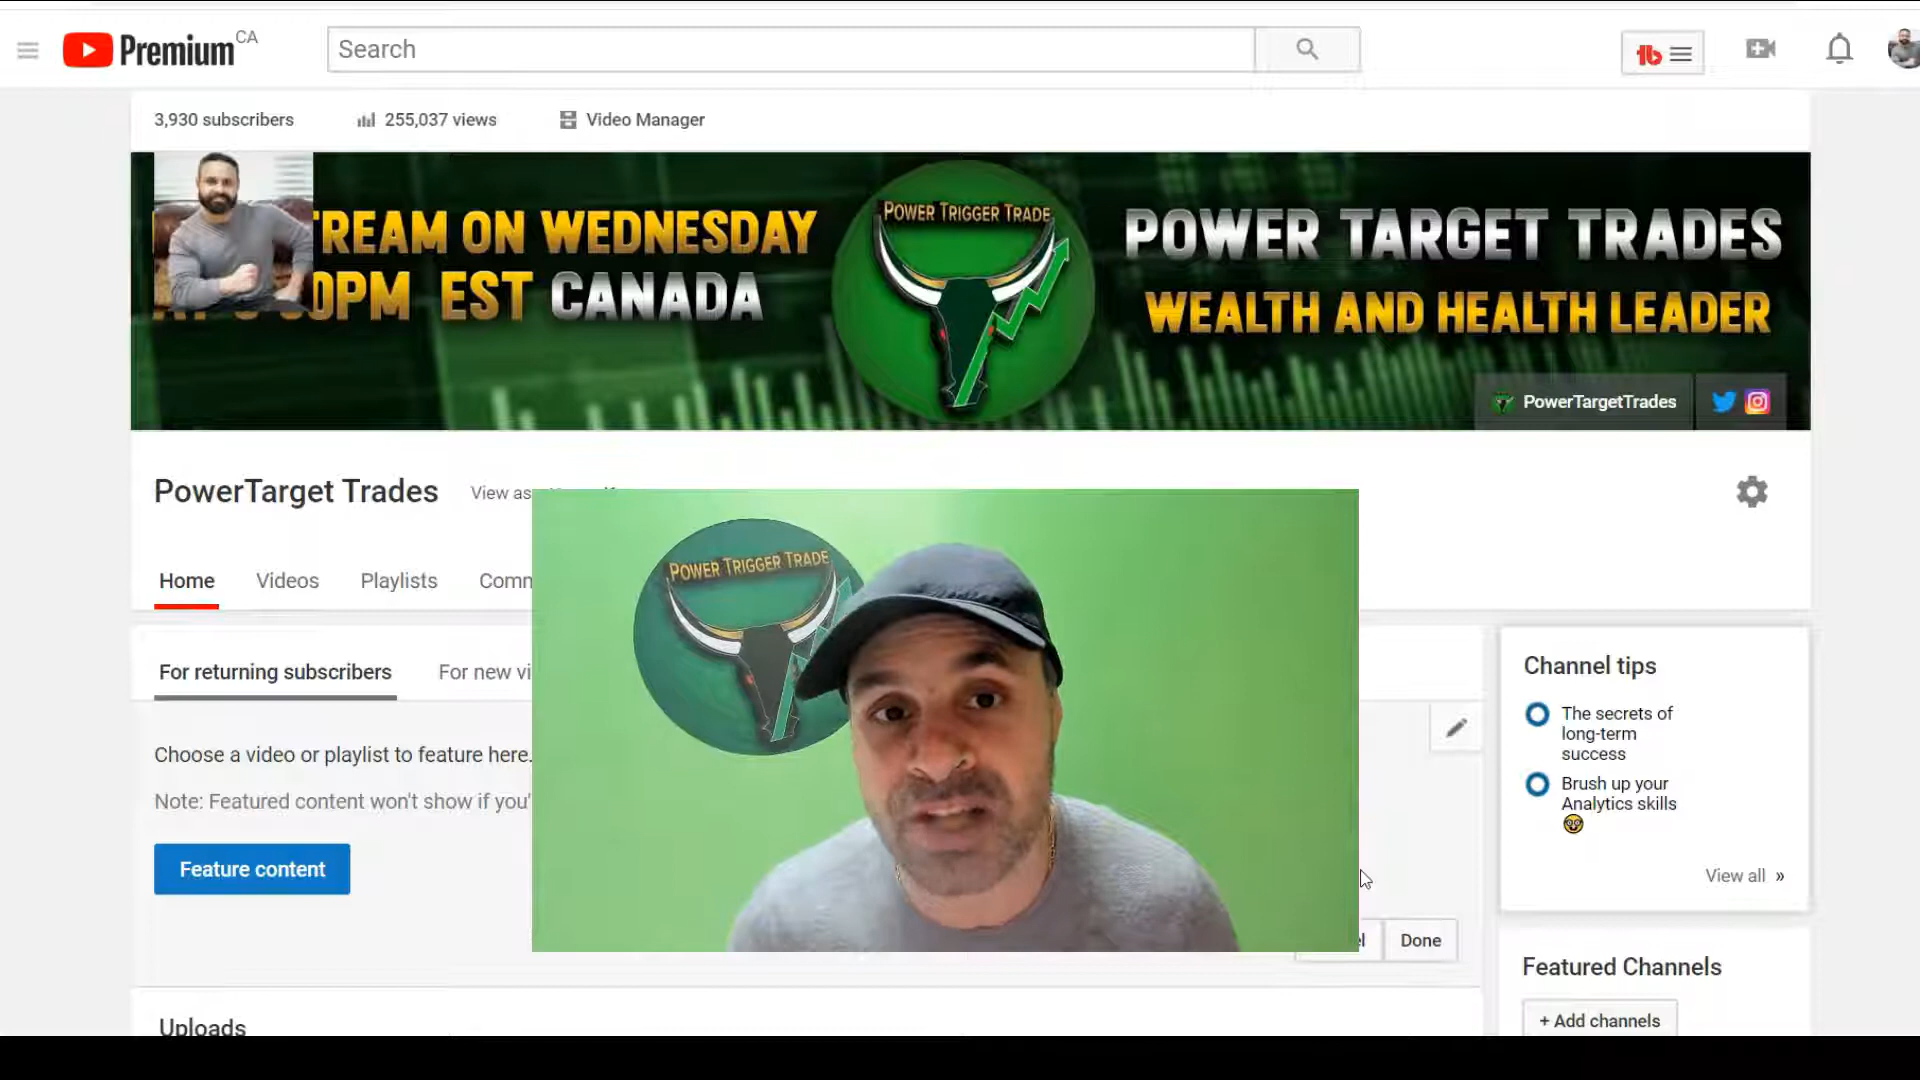 Premium CA
Search
3,930 subscribers
255,037 views
Video Manager
TREAM ON WEDNESDAY
0PM EST CANADA
POWER TRIGGER TRADE
POWER TARGET TRADES
WEALTH AND HEALTH LEADER
PowerTargetTrades
PowerTarget Trades
View as
Home
Videos
Playlists
Comm
POWER TRIGGER TRADE
For returning subscribers
For new vi
Choose a video or playlist to feature here.
Note: Featured content won't show if you'
Feature content
Done
Channel tips
The secrets of
long-term
success
Brush up your
Analytics skills
View all »
Featured Channels
+ Add channels
Uploads